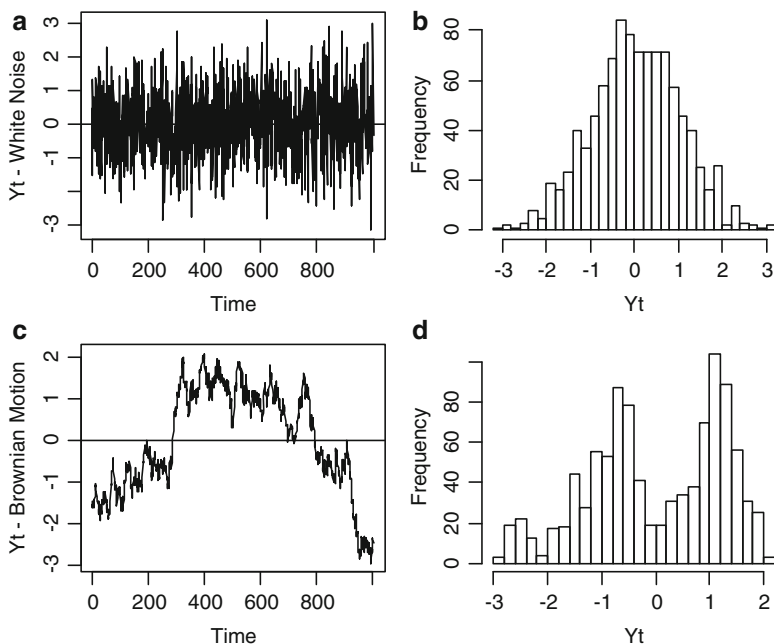 a
Yt - White Noise
3
2
1
0
-1
-3
0 200 400 600 800
Time
b
Frequency
80
60
40
20
0
-3 -2 -1 0 1 2 3
Yt
c
Yt - Brownian Motion
2
1
0
-1
-2
-3
0 200 400 600 800
Time
d
Frequency
80
60
40
20
0
-3 -2 -1 0 1 2
Yt